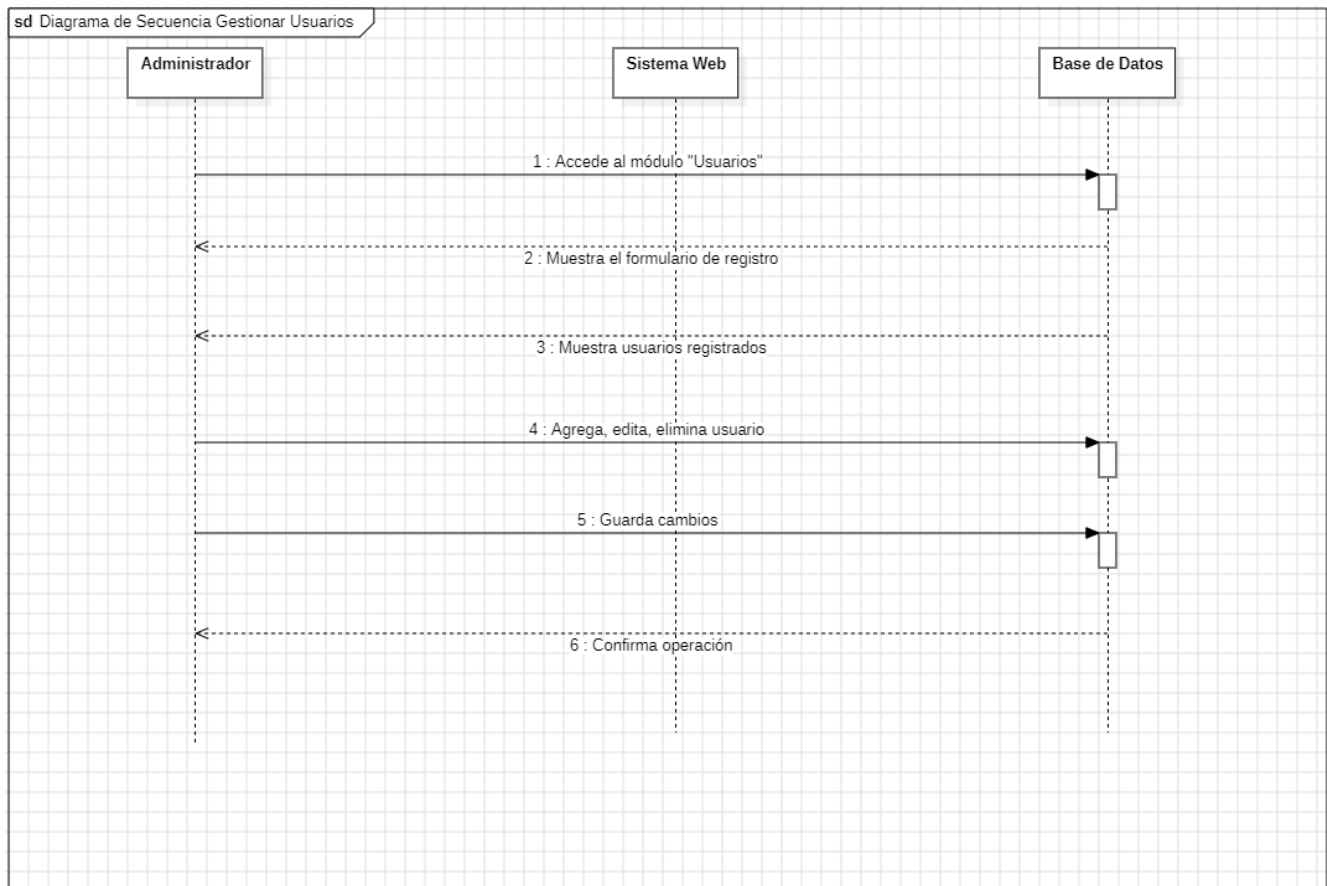 sd Diagrama de Secuencia Gestionar Usuarios
Administrador
Sistema Web
Base de Datos
1 : Accede al módulo "Usuarios"
2 : Muestra el formulario de registro
3 : Muestra usuarios registrados
4 : Agrega, edita, elimina usuario
5 : Guarda cambios
6 : Confirma operación